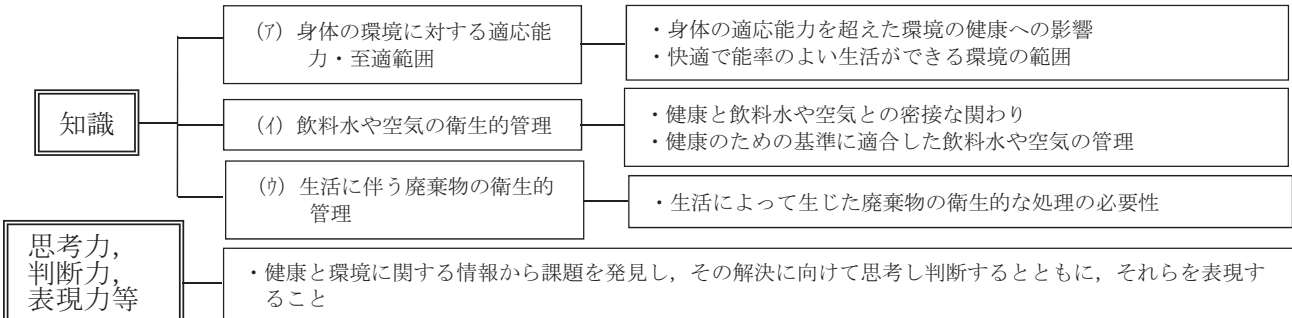 知識
(ｱ) 身体の環境に対する適応能
力・至適範囲
・身体の適応能力を超えた環境の健康への影響
・快適で能率のよい生活ができる環境の範囲
(ｲ) 飲料水や空気の衛生的管理
・健康と飲料水や空気との密接な関わり
・健康のための基準に適合した飲料水や空気の管理
(ｳ) 生活に伴う廃棄物の衛生的
管理
・生活によって生じた廃棄物の衛生的な処理の必要性
思考力，
判断力，
表現力等
・健康と環境に関する情報から課題を発見し，その解決に向けて思考し判断するとともに，それらを表現す
ること